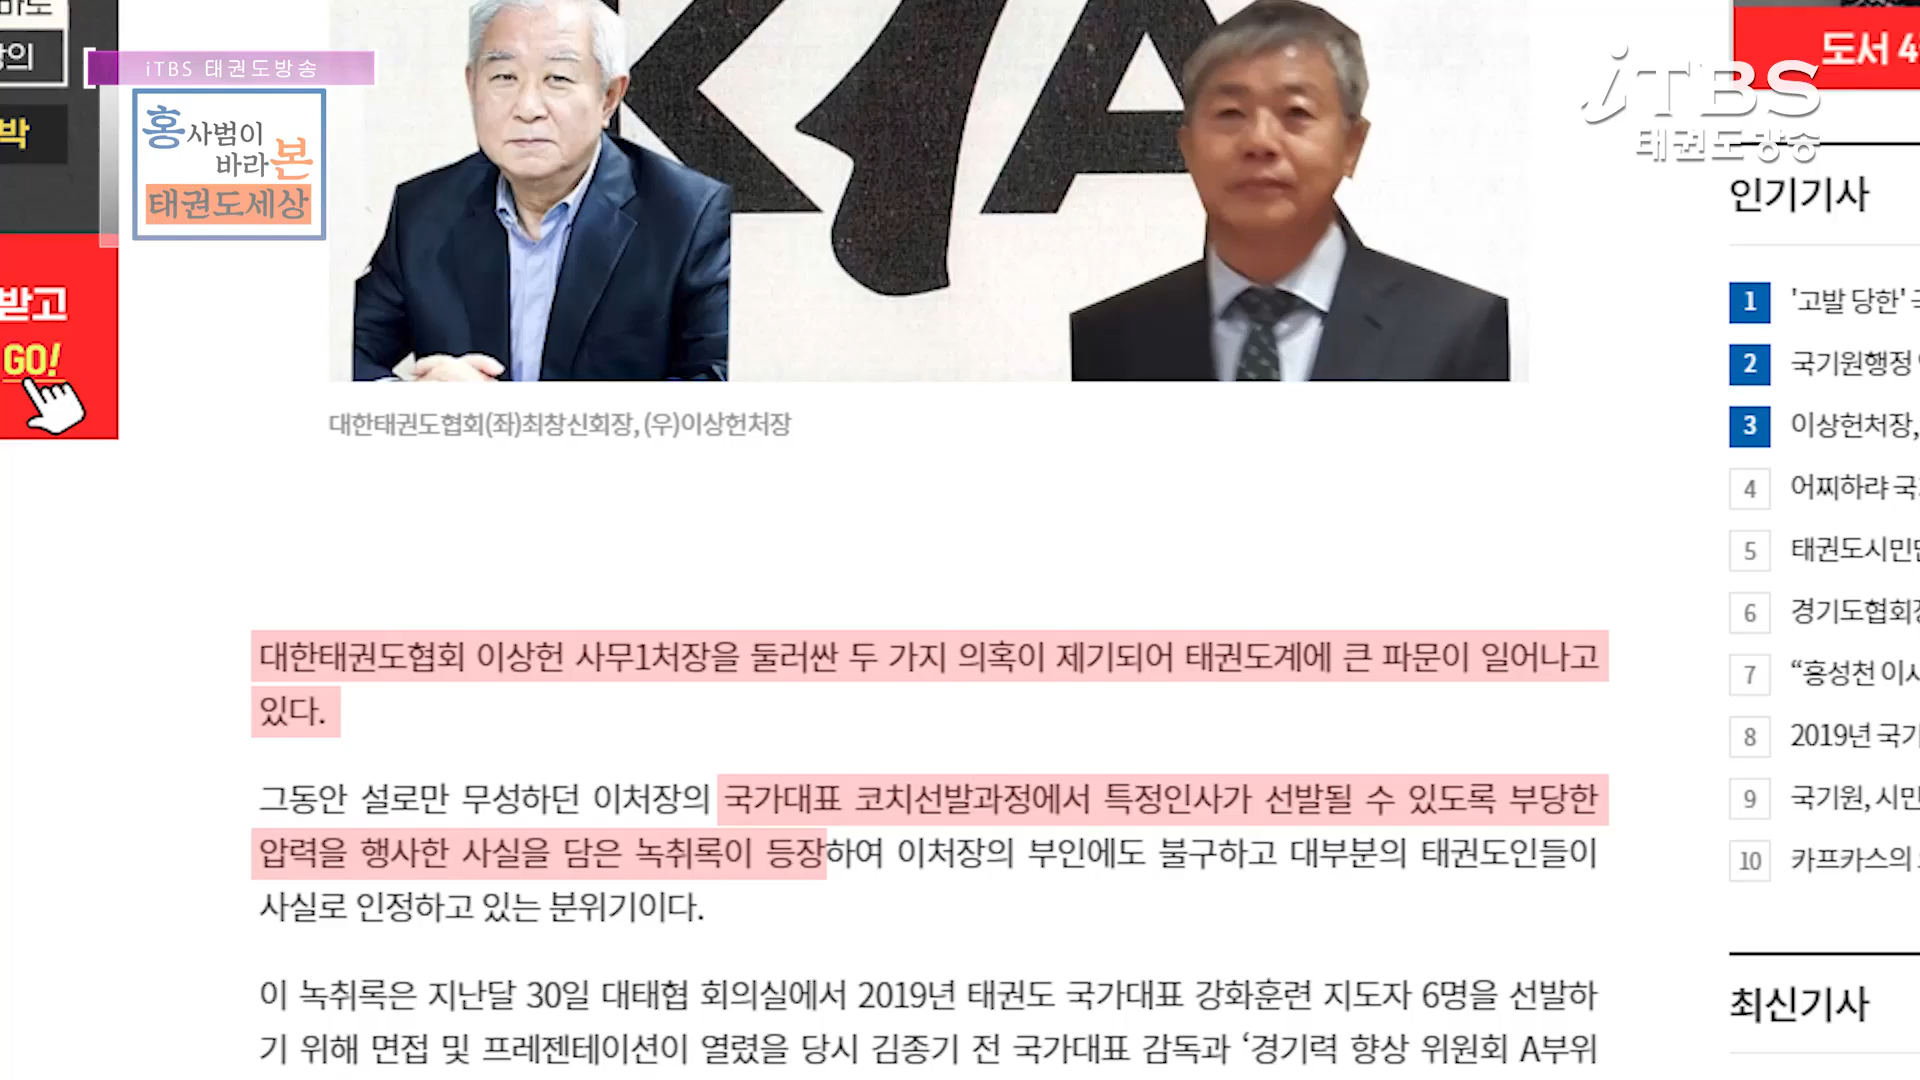 바로
강의
iTBS 태권도방송
홍사범이
바라본
태권도세상
박
받고
GO!
KTA
도서 4
iTBS
태권도방송
대한태권도협회(좌)최창신회장, (우)이상헌처장
대한태권도협회 이상헌 사무1처장을 둘러싼 두 가지 의혹이 제기되어 태권도계에 큰 파문이 일어나고
있다.
그동안 설로만 무성하던 이처장의 국가대표 코치선발과정에서 특정인사가 선발될 수 있도록 부당한
압력을 행사한 사실을 담은 녹취록이 등장하여 이처장의 부인에도 불구하고 대부분의 태권도인들이
사실로 인정하고 있는 분위기이다.
이 녹취록은 지난달 30일 대태협 회의실에서 2019년 태권도 국가대표 강화훈련 지도자 6명을 선발하
기 위해 면접 및 프레젠테이션이 열렸을 당시 김종기 전 국가대표 감독과 ‘경기력 향상 위원회 A부위
인기기사
1 '고발 당한'
2 국기원행정
3 이상헌처장,
4 어찌하랴 국
5 태권도시민
6 경기도협회
7 “홍성천 이
8 2019년 국
9 국기원, 시민
10 카프카스의
최신기사